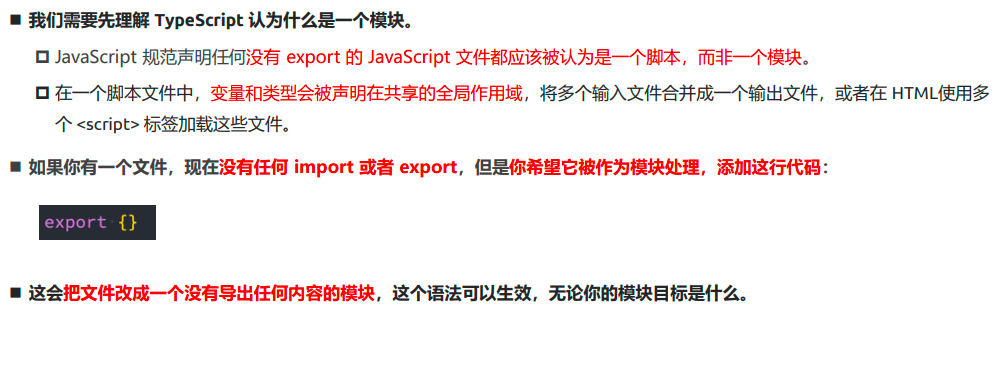 我们需要先理解 TypeScript 认为什么是一个模块。
JavaScript 规范声明任何没有 export 的 JavaScript 文件都应该被认为是一个脚本，而非一个模块。
在一个脚本文件中，变量和类型会被声明在共享的全局作用域，将多个输入文件合并成一个输出文件，或者在 HTML使用多
个 <script> 标签加载这些文件。
如果你有一个文件，现在没有任何 import 或者 export，但是你希望它被作为模块处理，添加这行代码：
export {}
这会把文件改成一个没有导出任何内容的模块，这个语法可以生效，无论你的模块目标是什么。